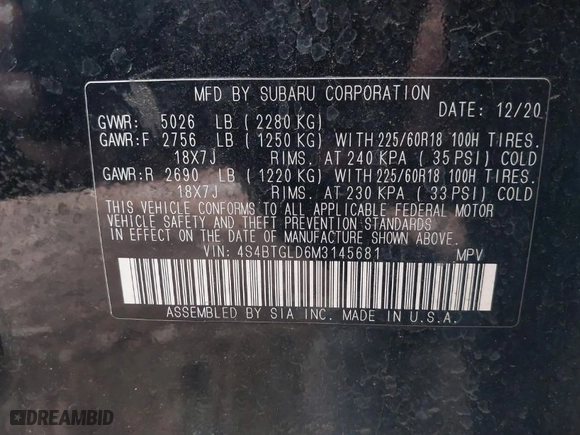 MFD BY SUBARU CORPORATION
DATE: 12/20
GVWR: 5026 LB ( 2280 KG)
GAWR:F 2756 LB ( 1250 KG) WITH 225/60R18 100H TIRES.
18X7J RIMS. AT 240 KPA ( 35 PSI) COLD
GAWR:R 2690 LB ( 1220 KG) WITH 225/60R18 100H TIRES.
18X7J RIMS. AT 230 KPA ( 33 PSI) COLD
THIS VEHICLE CONFORMS TO ALL APPLICABLE FEDERAL MOTOR
VEHICLE SAFETY AND THEFT PREVENTION STANDARDS
IN EFFECT ON THE DATE OF MANUFACTURE SHOWN ABOVE.
VIN: 4S4BTGLD6M3145681 MPV
ASSEMBLED BY SIA INC. MADE IN U.S.A.
DREAMBID